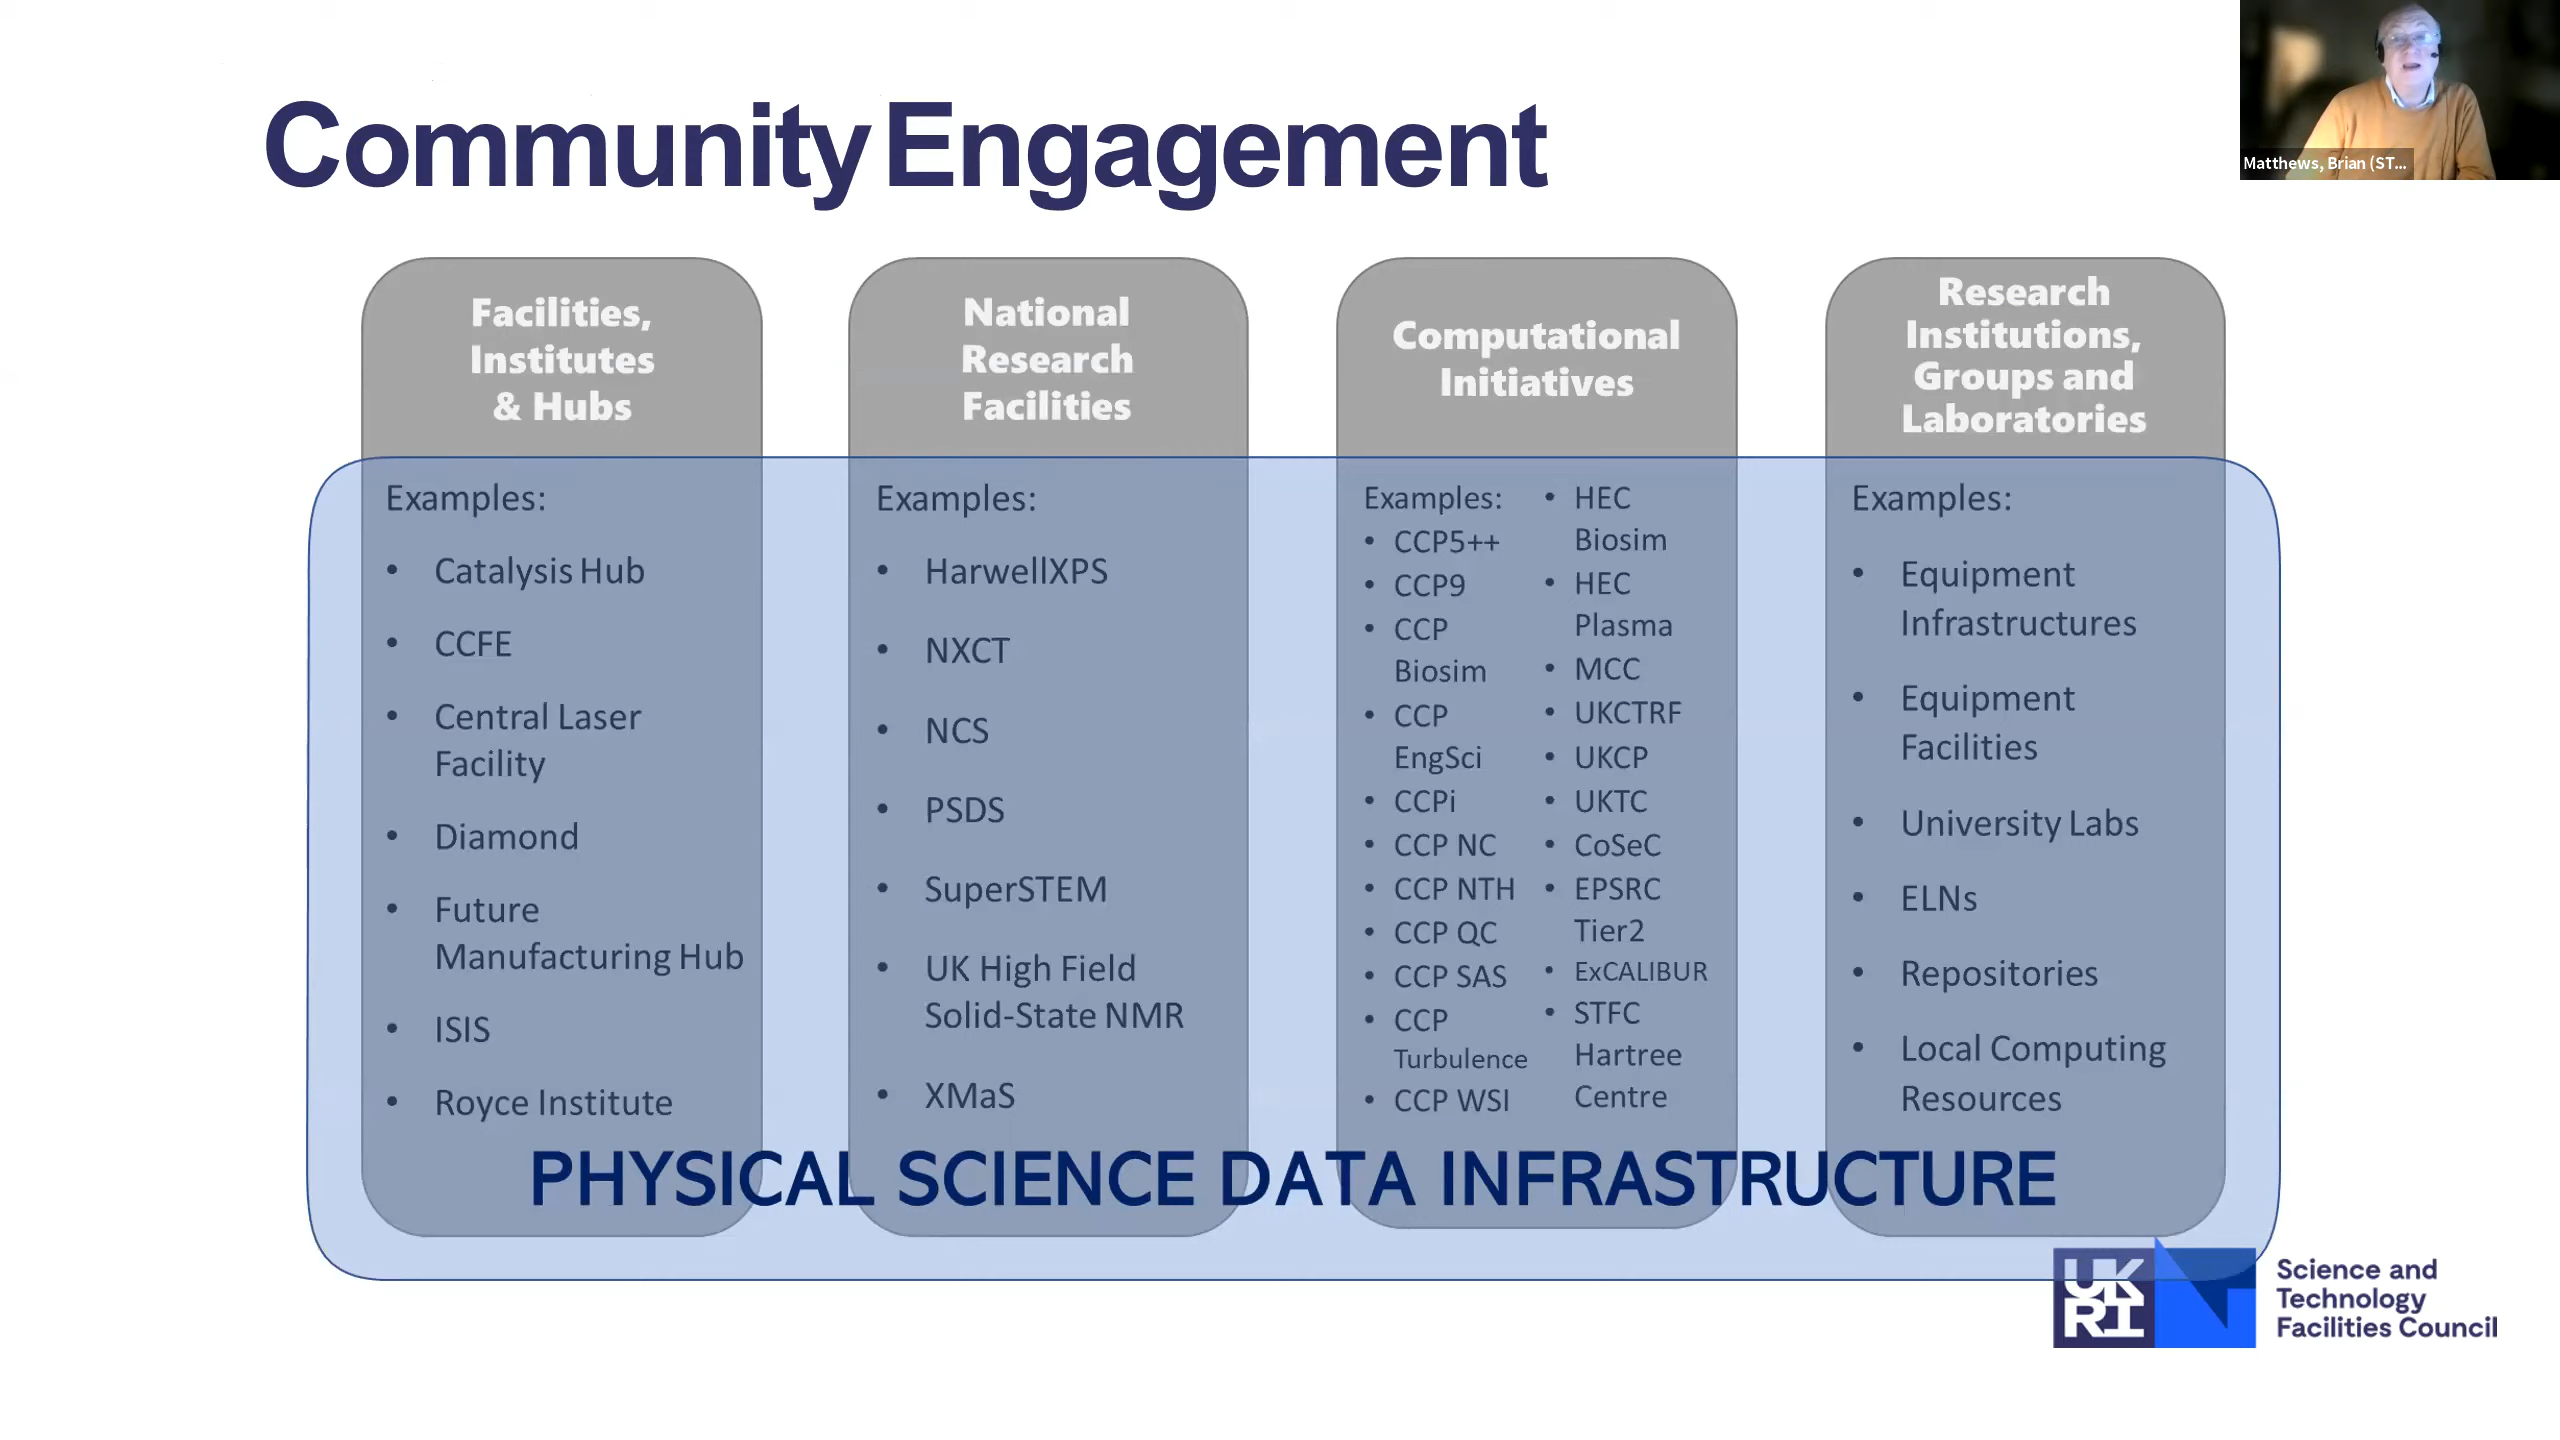 Community Engagement
Matthews, Brian (ST...
Facilities,
Institutes
& Hubs
Examples:
• Catalysis Hub
• CCFE
• Central Laser
Facility
• Diamond
• Future
Manufacturing Hub
• ISIS
• Royce Institute
National
Research
Facilities
Examples:
• HarwellXPS
• NXCT
• NCS
• PSDS
• SuperSTEM
• UK High Field
Solid-State NMR
• XMaS
Computational
Initiatives
Examples:
• CCP5++
• CCP9
• CCP
Biosim
• CCP
EngSci
• CCPi
• CCP NC
• CCP NTH
• CCP QC
• CCP SAS
• CCP
Turbulence
• CCP WSI
• HEC
Biosim
• HEC
Plasma
• MCC
• UKCTRF
• UKCP
• UKTC
• CoSeC
• EPSRC
Tier2
• ExCALIBUR
• STFC
Hartree
Centre
Research
Institutions,
Groups and
Laboratories
Examples:
• Equipment
Infrastructures
• Equipment
Facilities
• University Labs
• ELNs
• Repositories
• Local Computing
Resources
PHYSICAL SCIENCE DATA INFRASTRUCTURE
UK
RI
Science and
Technology
Facilities Council